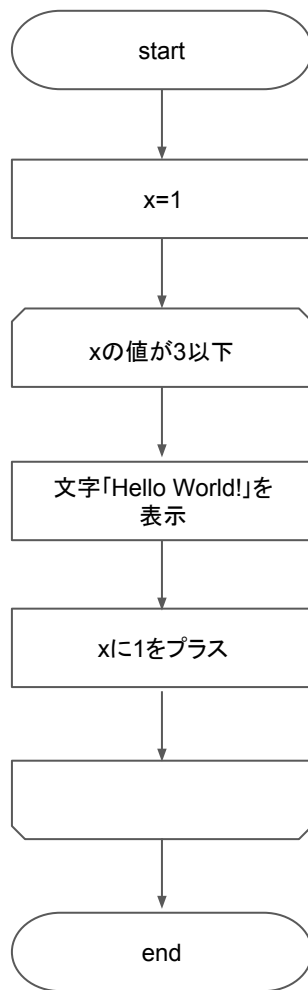 start
x=1
xの値が3以下
文字「Hello World!」を
表示
xに1をプラス
end